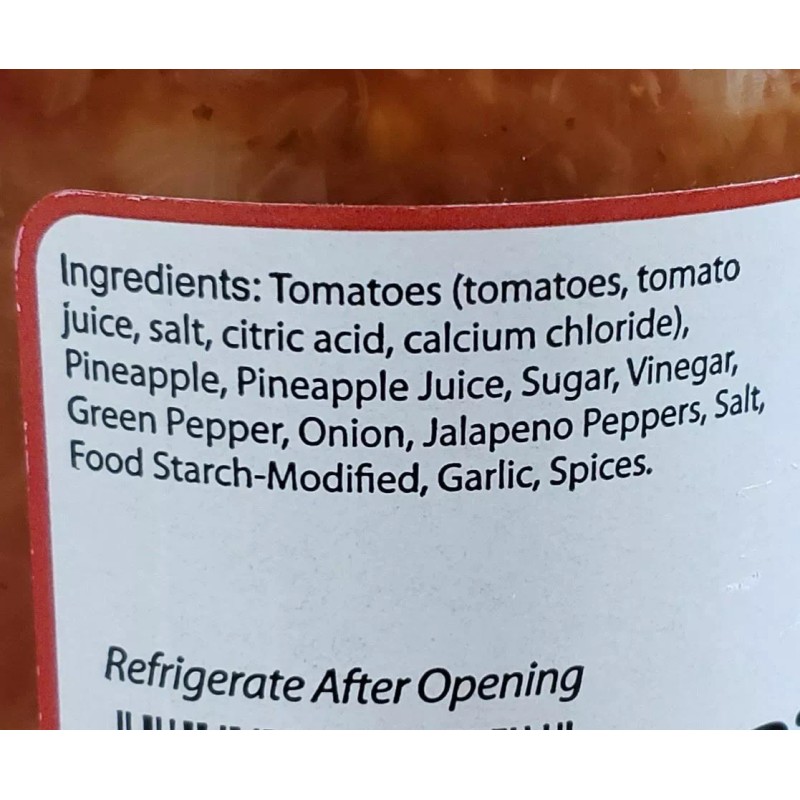 Ingredients: Tomatoes (tomatoes, tomato
juice, salt, citric acid, calcium chloride),
Pineapple, Pineapple Juice, Sugar, Vinegar,
Green Pepper, Onion, Jalapeno Peppers, Salt,
Food Starch-Modified, Garlic, Spices.
Refrigerate After Opening